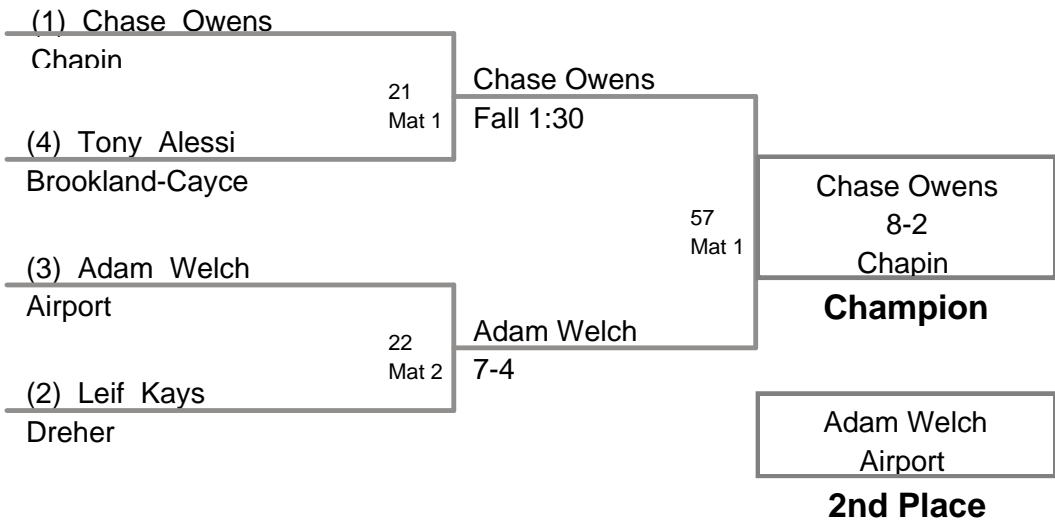 (1) Chase Owens
Chapin
21
Mat 1
Chase Owens
Fall 1:30
(4) Tony Alessi
Brookland-Cayce
57
Mat 1
Chase Owens
8-2
Chapin
Champion
(3) Adam Welch
Airport
22
Mat 2
Adam Welch
7-4
(2) Leif Kays
Dreher
Adam Welch
Airport
2nd Place